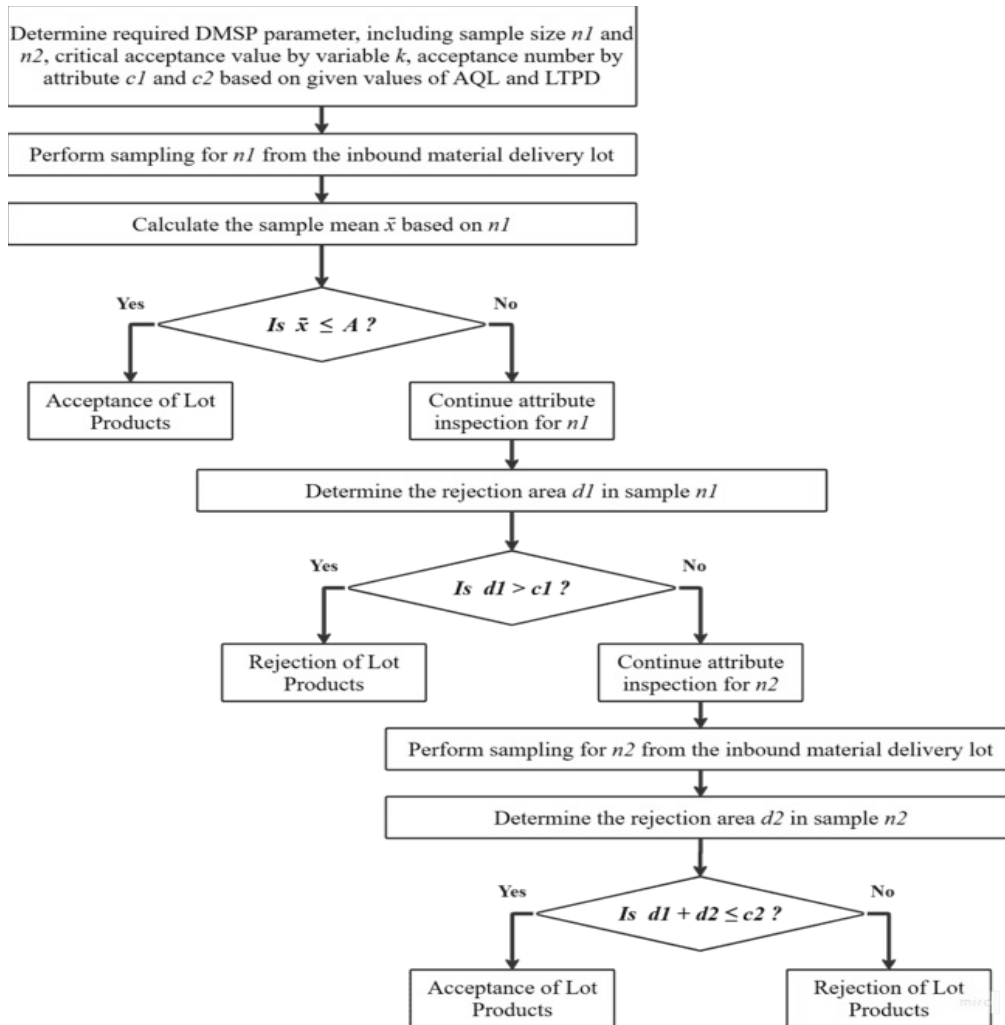 Determine required DMSP parameter, including sample size n1 and
n2, critical acceptance value by variable k, acceptance number by
attribute c1 and c2 based on given values of AQL and LTPD
Perform sampling for n1 from the inbound material delivery lot
Calculate the sample mean x̄ based on n1
Yes
No
Is x̄ ≤ A ?
Acceptance of Lot
Products
Continue attribute
inspection for n1
Determine the rejection area d1 in sample n1
Yes
No
Is d1 > c1 ?
Rejection of Lot
Products
Continue attribute
inspection for n2
Perform sampling for n2 from the inbound material delivery lot
Determine the rejection area d2 in sample n2
Yes
No
Is d1 + d2 ≤ c2 ?
Acceptance of Lot
Products
Rejection of Lot
Products
miro